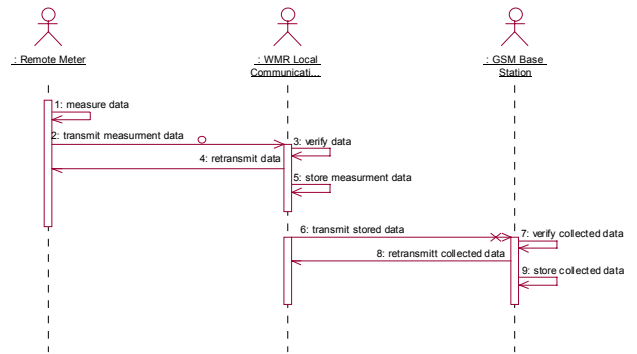 : Remote Meter
: WMR Local
Communicati...
: GSM Base
Station
1: measure data
2: transmit measurment data
3: verify data
4: retransmit data
5: store measurment data
6: transmit stored data
7: verify collected data
8: retransmitt collected data
9: store collected data